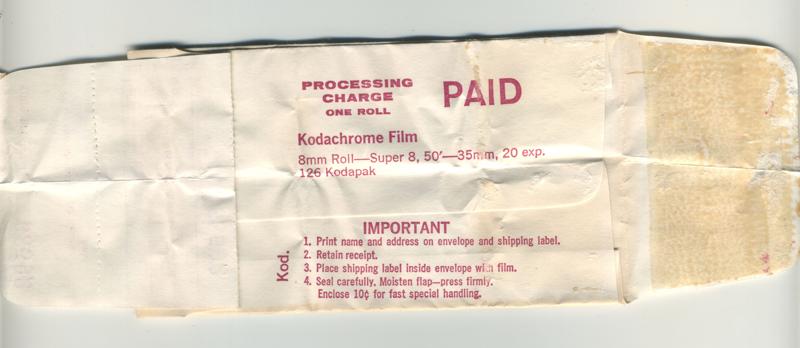 PROCESSING
CHARGE
ONE ROLL
PAID
Kodachrome Film
8mm Roll—Super 8, 50′—35mm, 20 exp.
126 Kodapak
IMPORTANT
1. Print name and address on envelope and shipping label.
2. Retain receipt.
3. Place shipping label inside envelope with film.
4. Seal carefully. Moisten flap—press firmly.
Enclose 10¢ for fast special handling.
Kod.